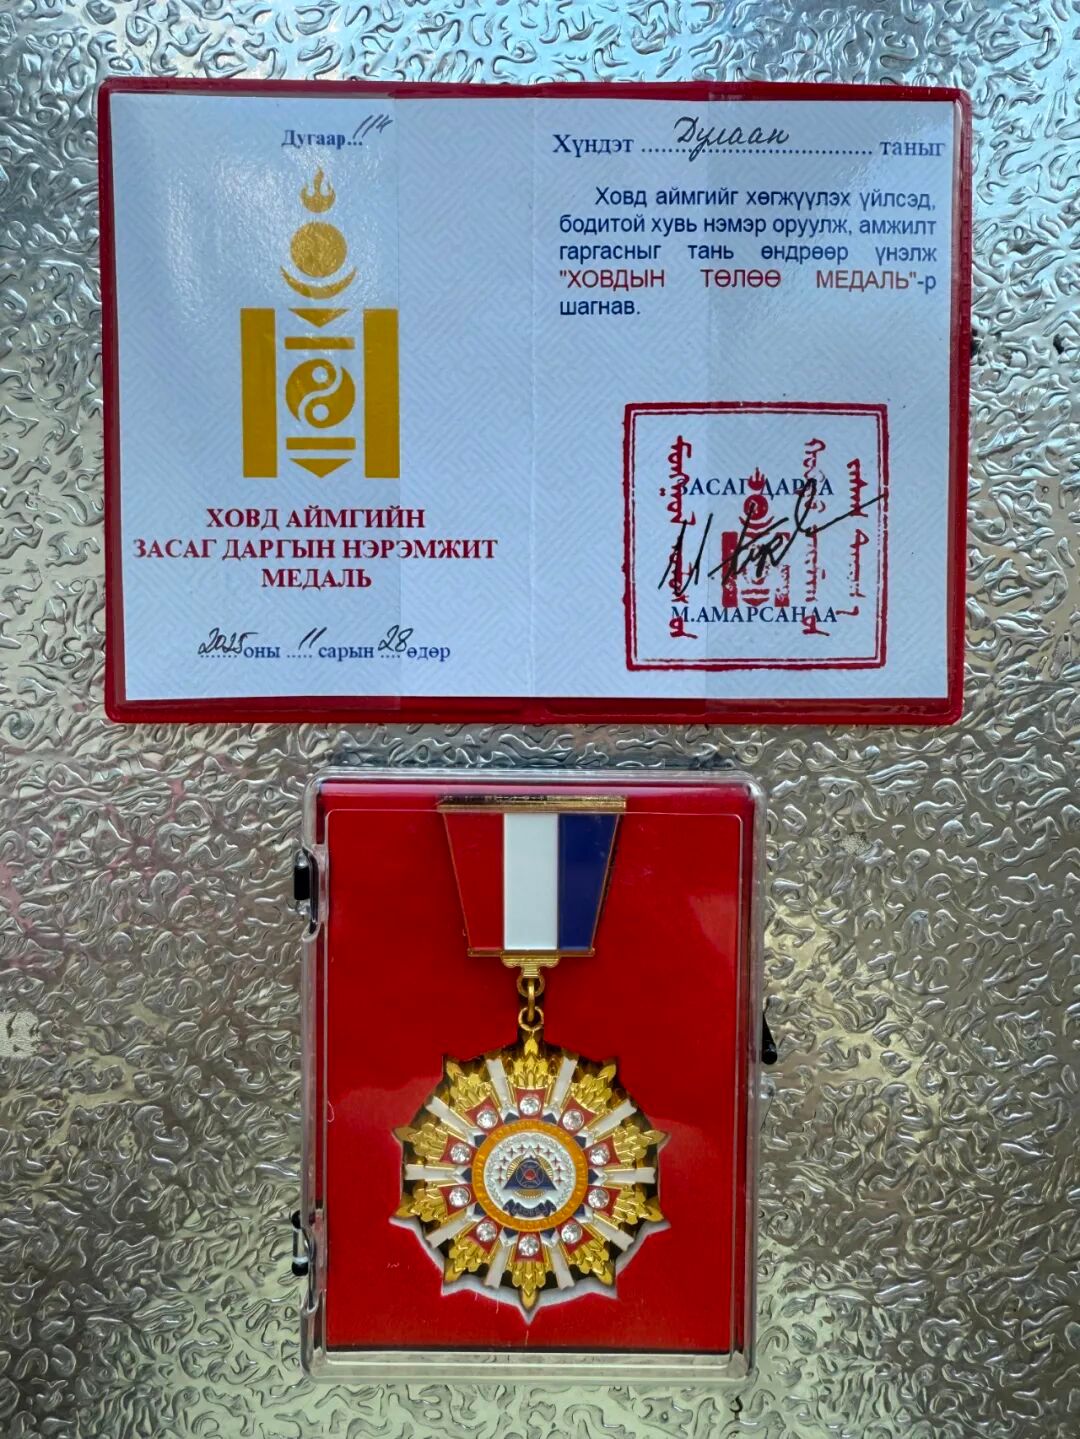 Дугаар...114
ХОВД АЙМГИЙН
ЗАСАГ ДАРГЫН НЭРЭМЖИТ
МЕДАЛЬ
2025 оны 11 сарын 28 өдөр
Хүндэт Дулаан таныг
Ховд аймгийг хөгжүүлэх үйлсэд,
бодитой хувь нэмэр оруулж, амжилт
гаргасныг тань өндрөөр үнэлж
"ХОВДЫН ТӨЛӨӨ МЕДАЛЬ"-р
шагнав.
ЗАСАГ ДАРГА
М.АМАРСАНАА